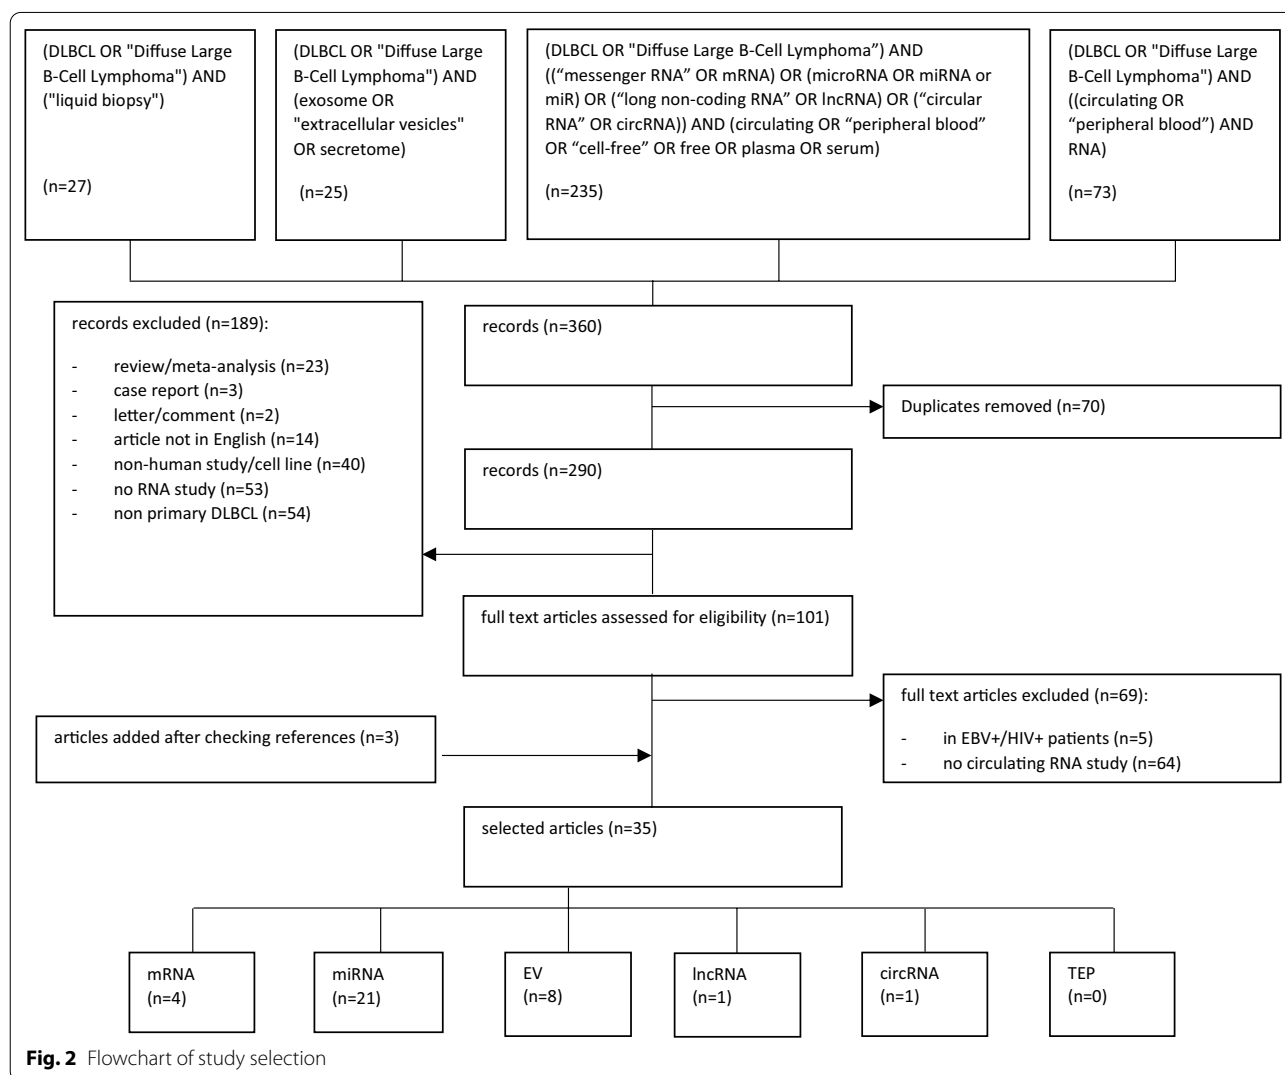 (DLBCL OR "Diffuse Large
B-Cell Lymphoma") AND
("liquid biopsy")
(n=27)
(DLBCL OR "Diffuse Large
B-Cell Lymphoma") AND
(exosome OR
"extracellular vesicles"
OR secretome)
(n=25)
(DLBCL OR "Diffuse Large B-Cell Lymphoma”) AND
((“messenger RNA” OR mRNA) OR (microRNA OR miRNA or
miR) OR (“long non-coding RNA” OR lncRNA) OR (“circular
RNA” OR circRNA)) AND (circulating OR “peripheral blood”
OR “cell-free” OR free OR plasma OR serum)
(n=235)
(DLBCL OR "Diffuse Large
B-Cell Lymphoma") AND
((circulating OR
“peripheral blood”) AND
RNA)
(n=73)
records excluded (n=189):
- review/meta-analysis (n=23)
- case report (n=3)
- letter/comment (n=2)
- article not in English (n=14)
- non-human study/cell line (n=40)
- no RNA study (n=53)
- non primary DLBCL (n=54)
records (n=360)
Duplicates removed (n=70)
records (n=290)
full text articles assessed for eligibility (n=101)
full text articles excluded (n=69):
- in EBV+/HIV+ patients (n=5)
- no circulating RNA study (n=64)
articles added after checking references (n=3)
selected articles (n=35)
mRNA
(n=4)
miRNA
(n=21)
EV
(n=8)
lncRNA
(n=1)
circRNA
(n=1)
TEP
(n=0)
Fig. 2 Flowchart of study selection